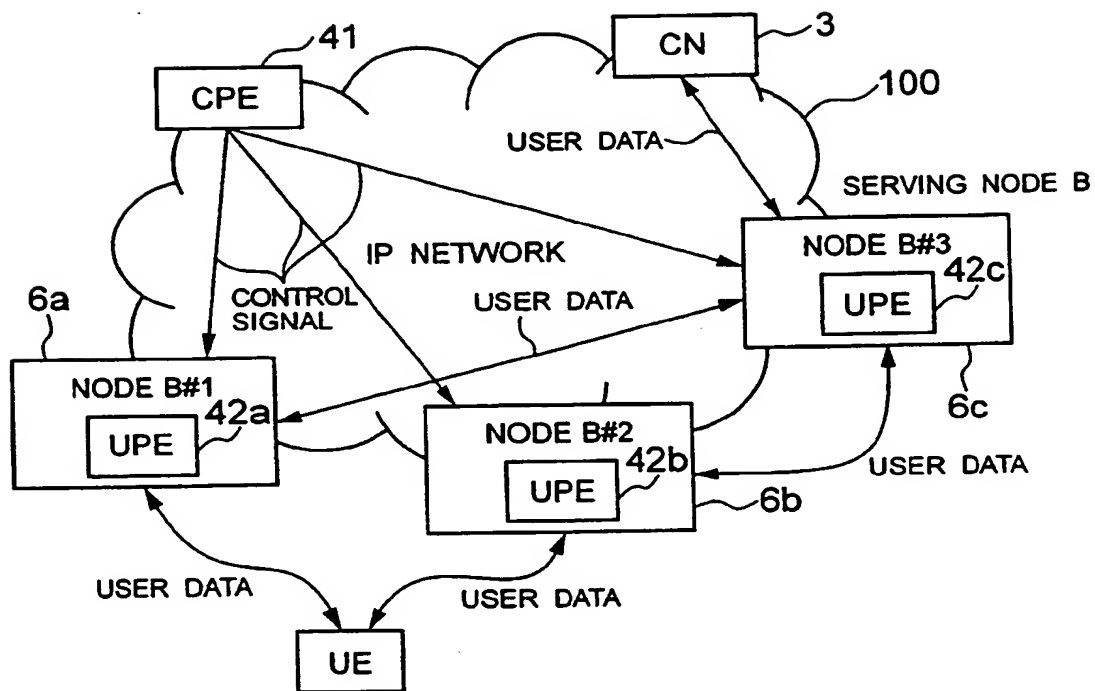 41
CPE
CN
3
100
USER DATA
SERVING NODE B
NODE B#3
UPE
42c
6c
IP NETWORK
CONTROL
SIGNAL
USER DATA
6a
NODE B#1
UPE
42a
NODE B#2
UPE
42b
6b
USER DATA
USER DATA
USER DATA
UE